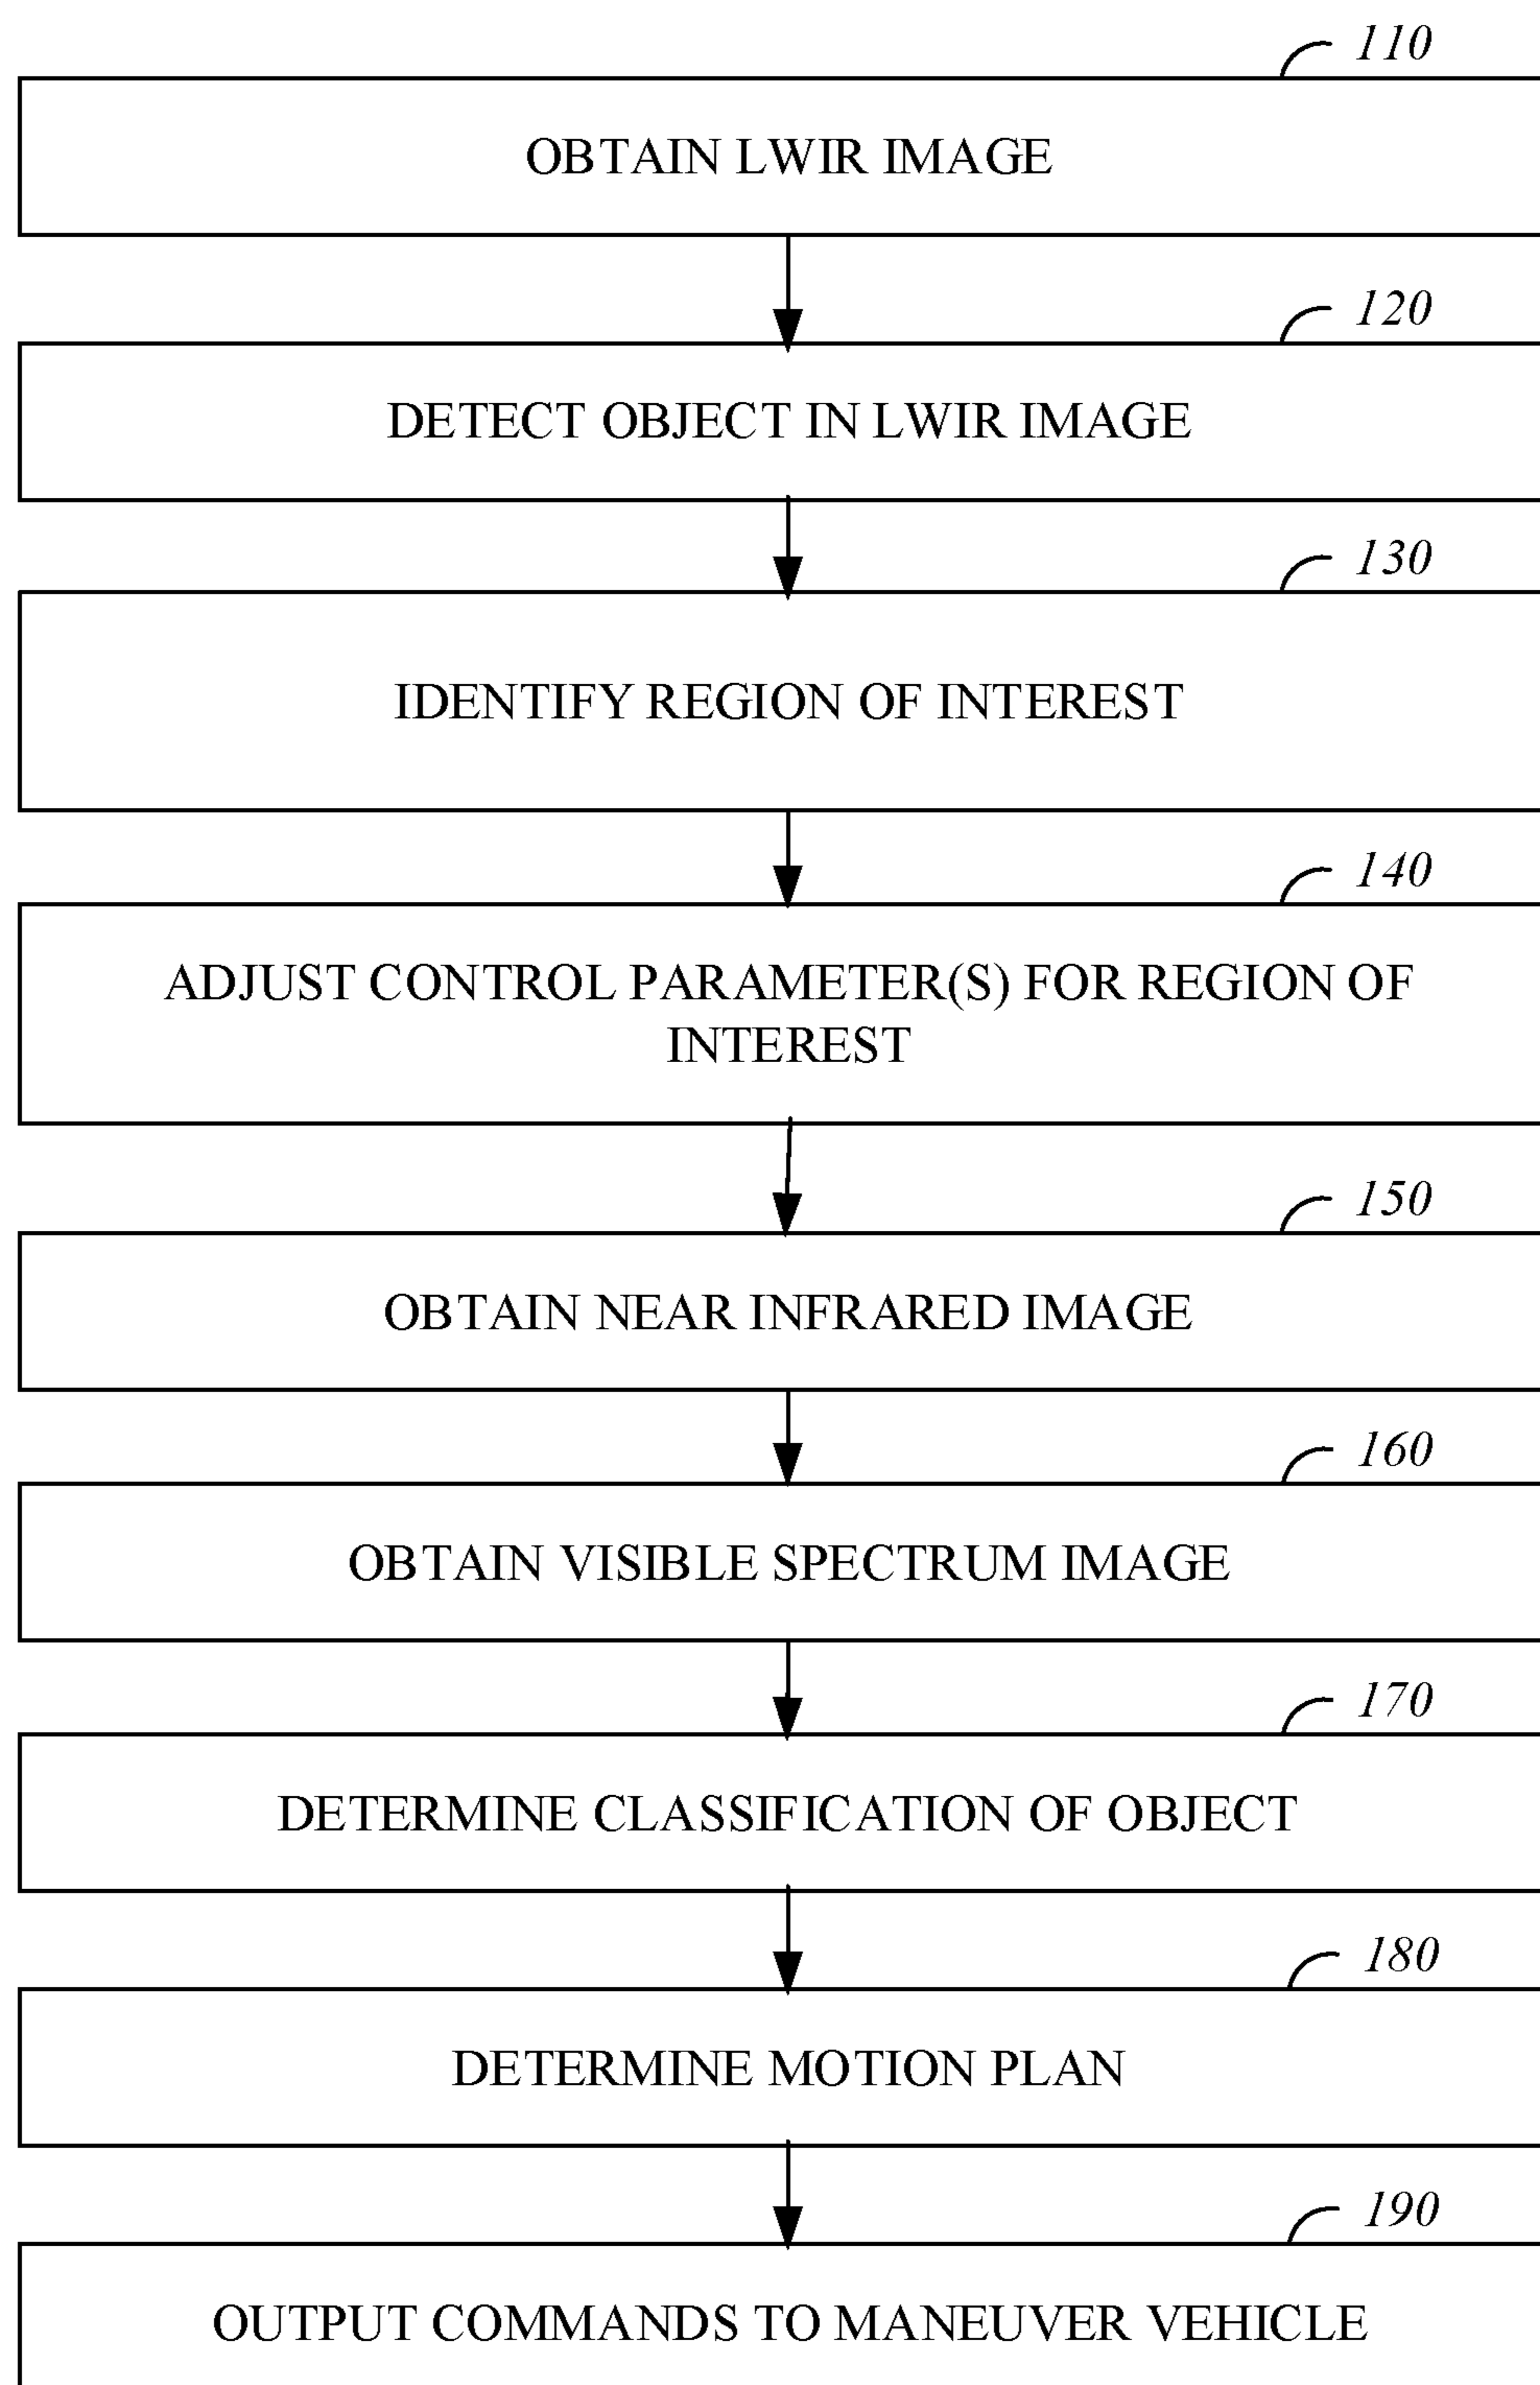 110
OBTAIN LWIR IMAGE
120
DETECT OBJECT IN LWIR IMAGE
130
IDENTIFY REGION OF INTEREST
140
ADJUST CONTROL PARAMETER(S) FOR REGION OF
INTEREST
150
OBTAIN NEAR INFRARED IMAGE
160
OBTAIN VISIBLE SPECTRUM IMAGE
170
DETERMINE CLASSIFICATION OF OBJECT
180
DETERMINE MOTION PLAN
190
OUTPUT COMMANDS TO MANEUVER VEHICLE